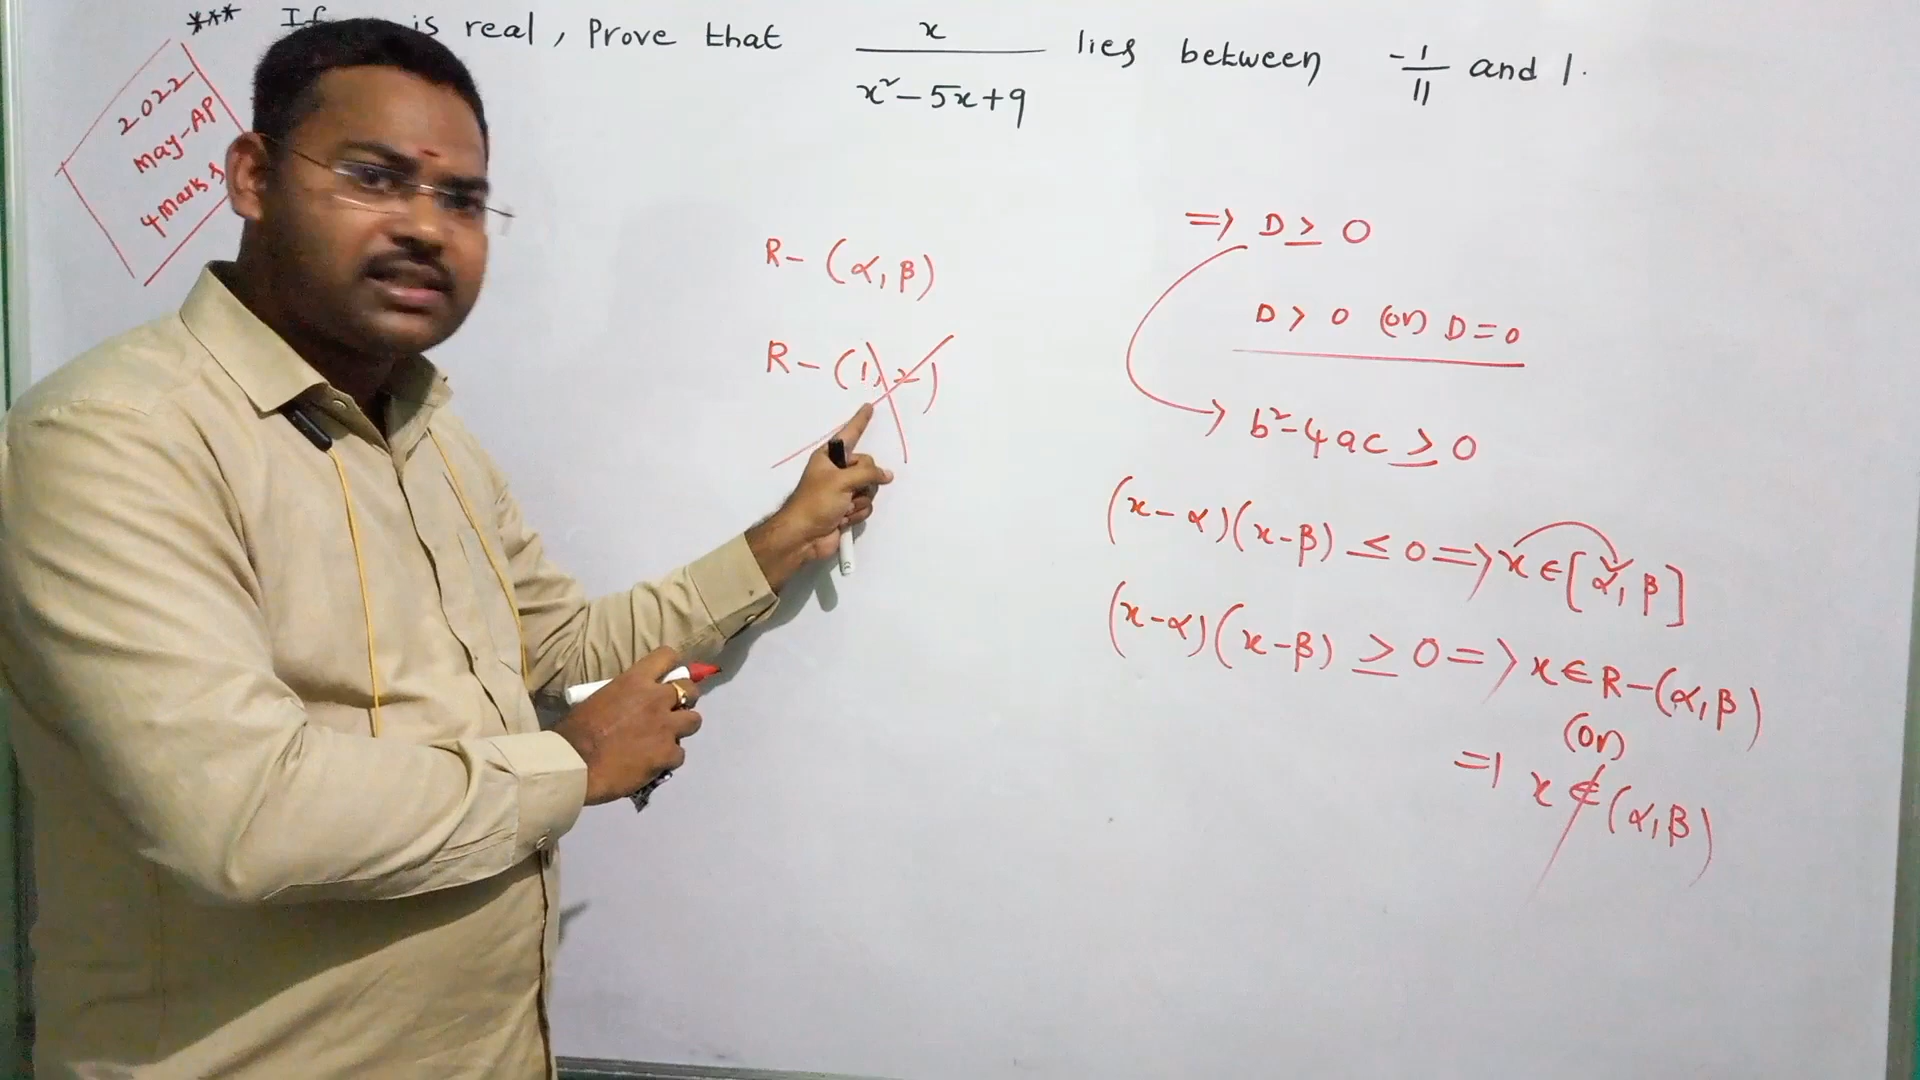 *** If is real, Prove that x / x² - 5x + 9 lies between -1/11 and 1.
2022
may-AP
4 marks
R - (α, β)
R - (1, 2)
=> D ≥ 0
D > 0 (or) D = 0
→ b² - 4ac ≥ 0
(x - α)(x - β) ≤ 0 => x ∈ [α, β]
(x - α)(x - β) ≥ 0 => x ∈ R - (α, β)
(or)
=> x ∉ (α, β)